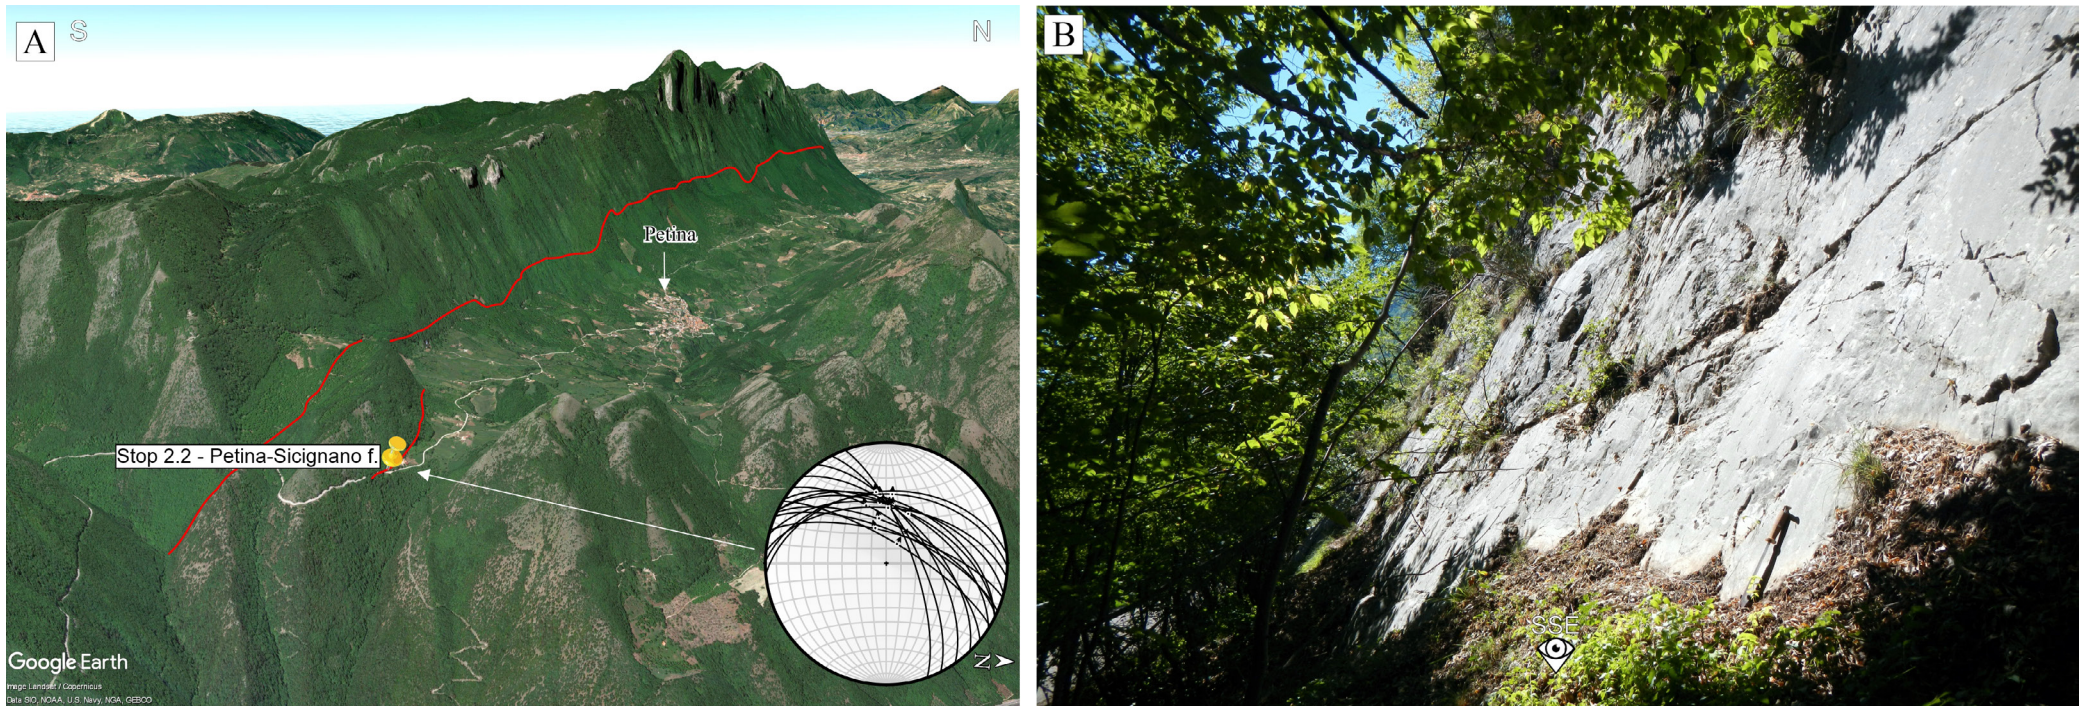 A
S
N
Petina
Stop 2.2 - Petina-Sicignano f.
N
Google Earth
Image Landsat / Copernicus
Data SIO, NOAA, U.S. Navy, NGA, GEBCO
B
SSE